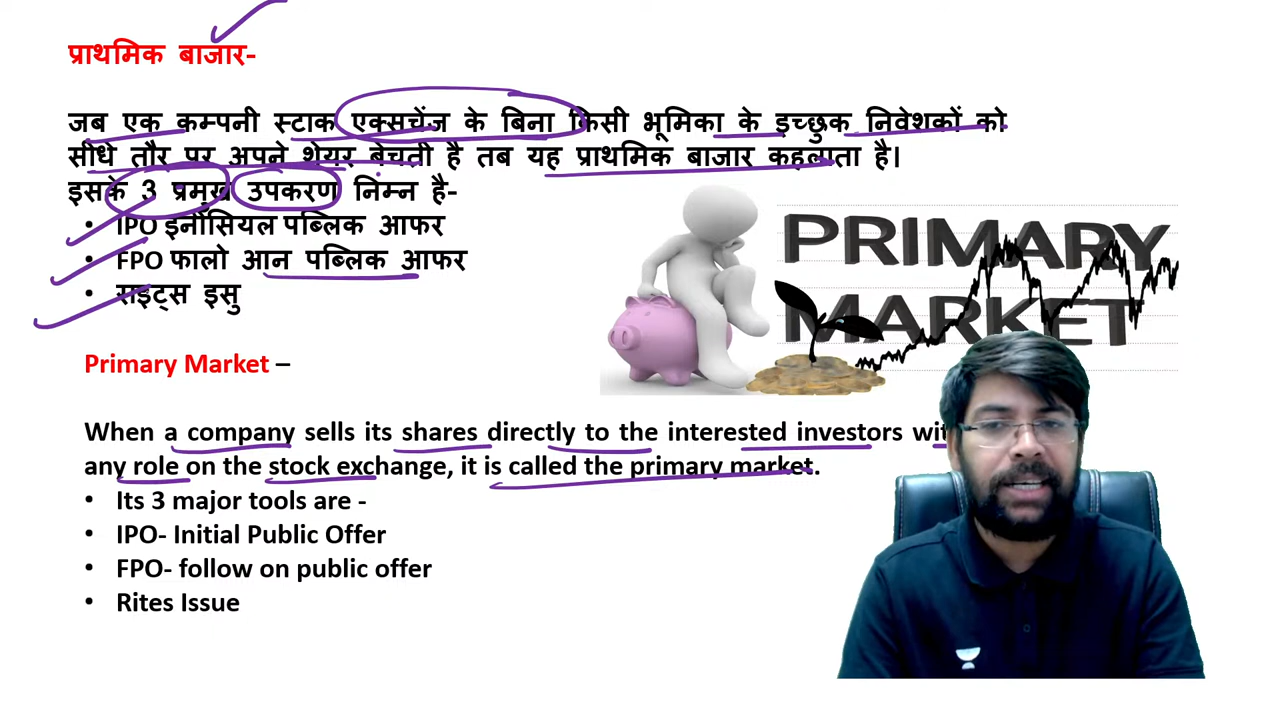 प्राथमिक बाजार-
जब एक कम्पनी स्टाक एक्सचेंज के बिना किसी भूमिका के इच्छुक निवेशकों को
सीधे तौर पर अपने शेयर बेचती है तब यह प्राथमिक बाजार कहलाता है।
इसके 3 प्रमुख उपकरण निम्न है-
• IPO इनीसियल पब्लिक आफर
• FPO फालो आन पब्लिक आफर
• राइट्स इसु
PRIMARY
MARKET
Primary Market –
When a company sells its shares directly to the interested investors
any role on the stock exchange, it is called the primary market.
• Its 3 major tools are -
• IPO- Initial Public Offer
• FPO- follow on public offer
• Rites Issue